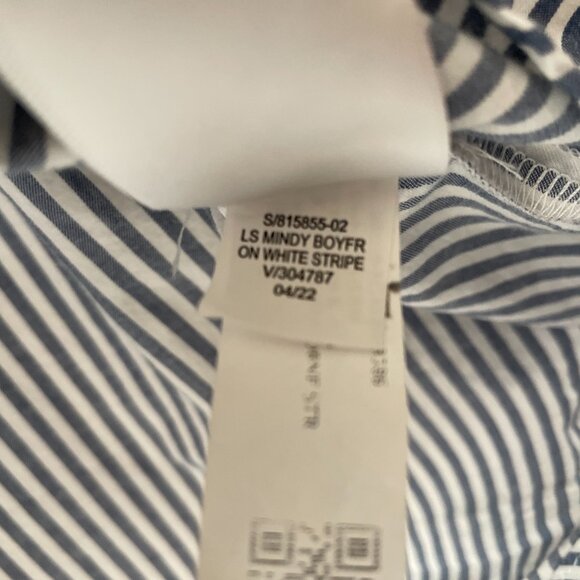 S/815855-02
LS MINDY BOYFR
ON WHITE STRIPE
V/304787
04/22